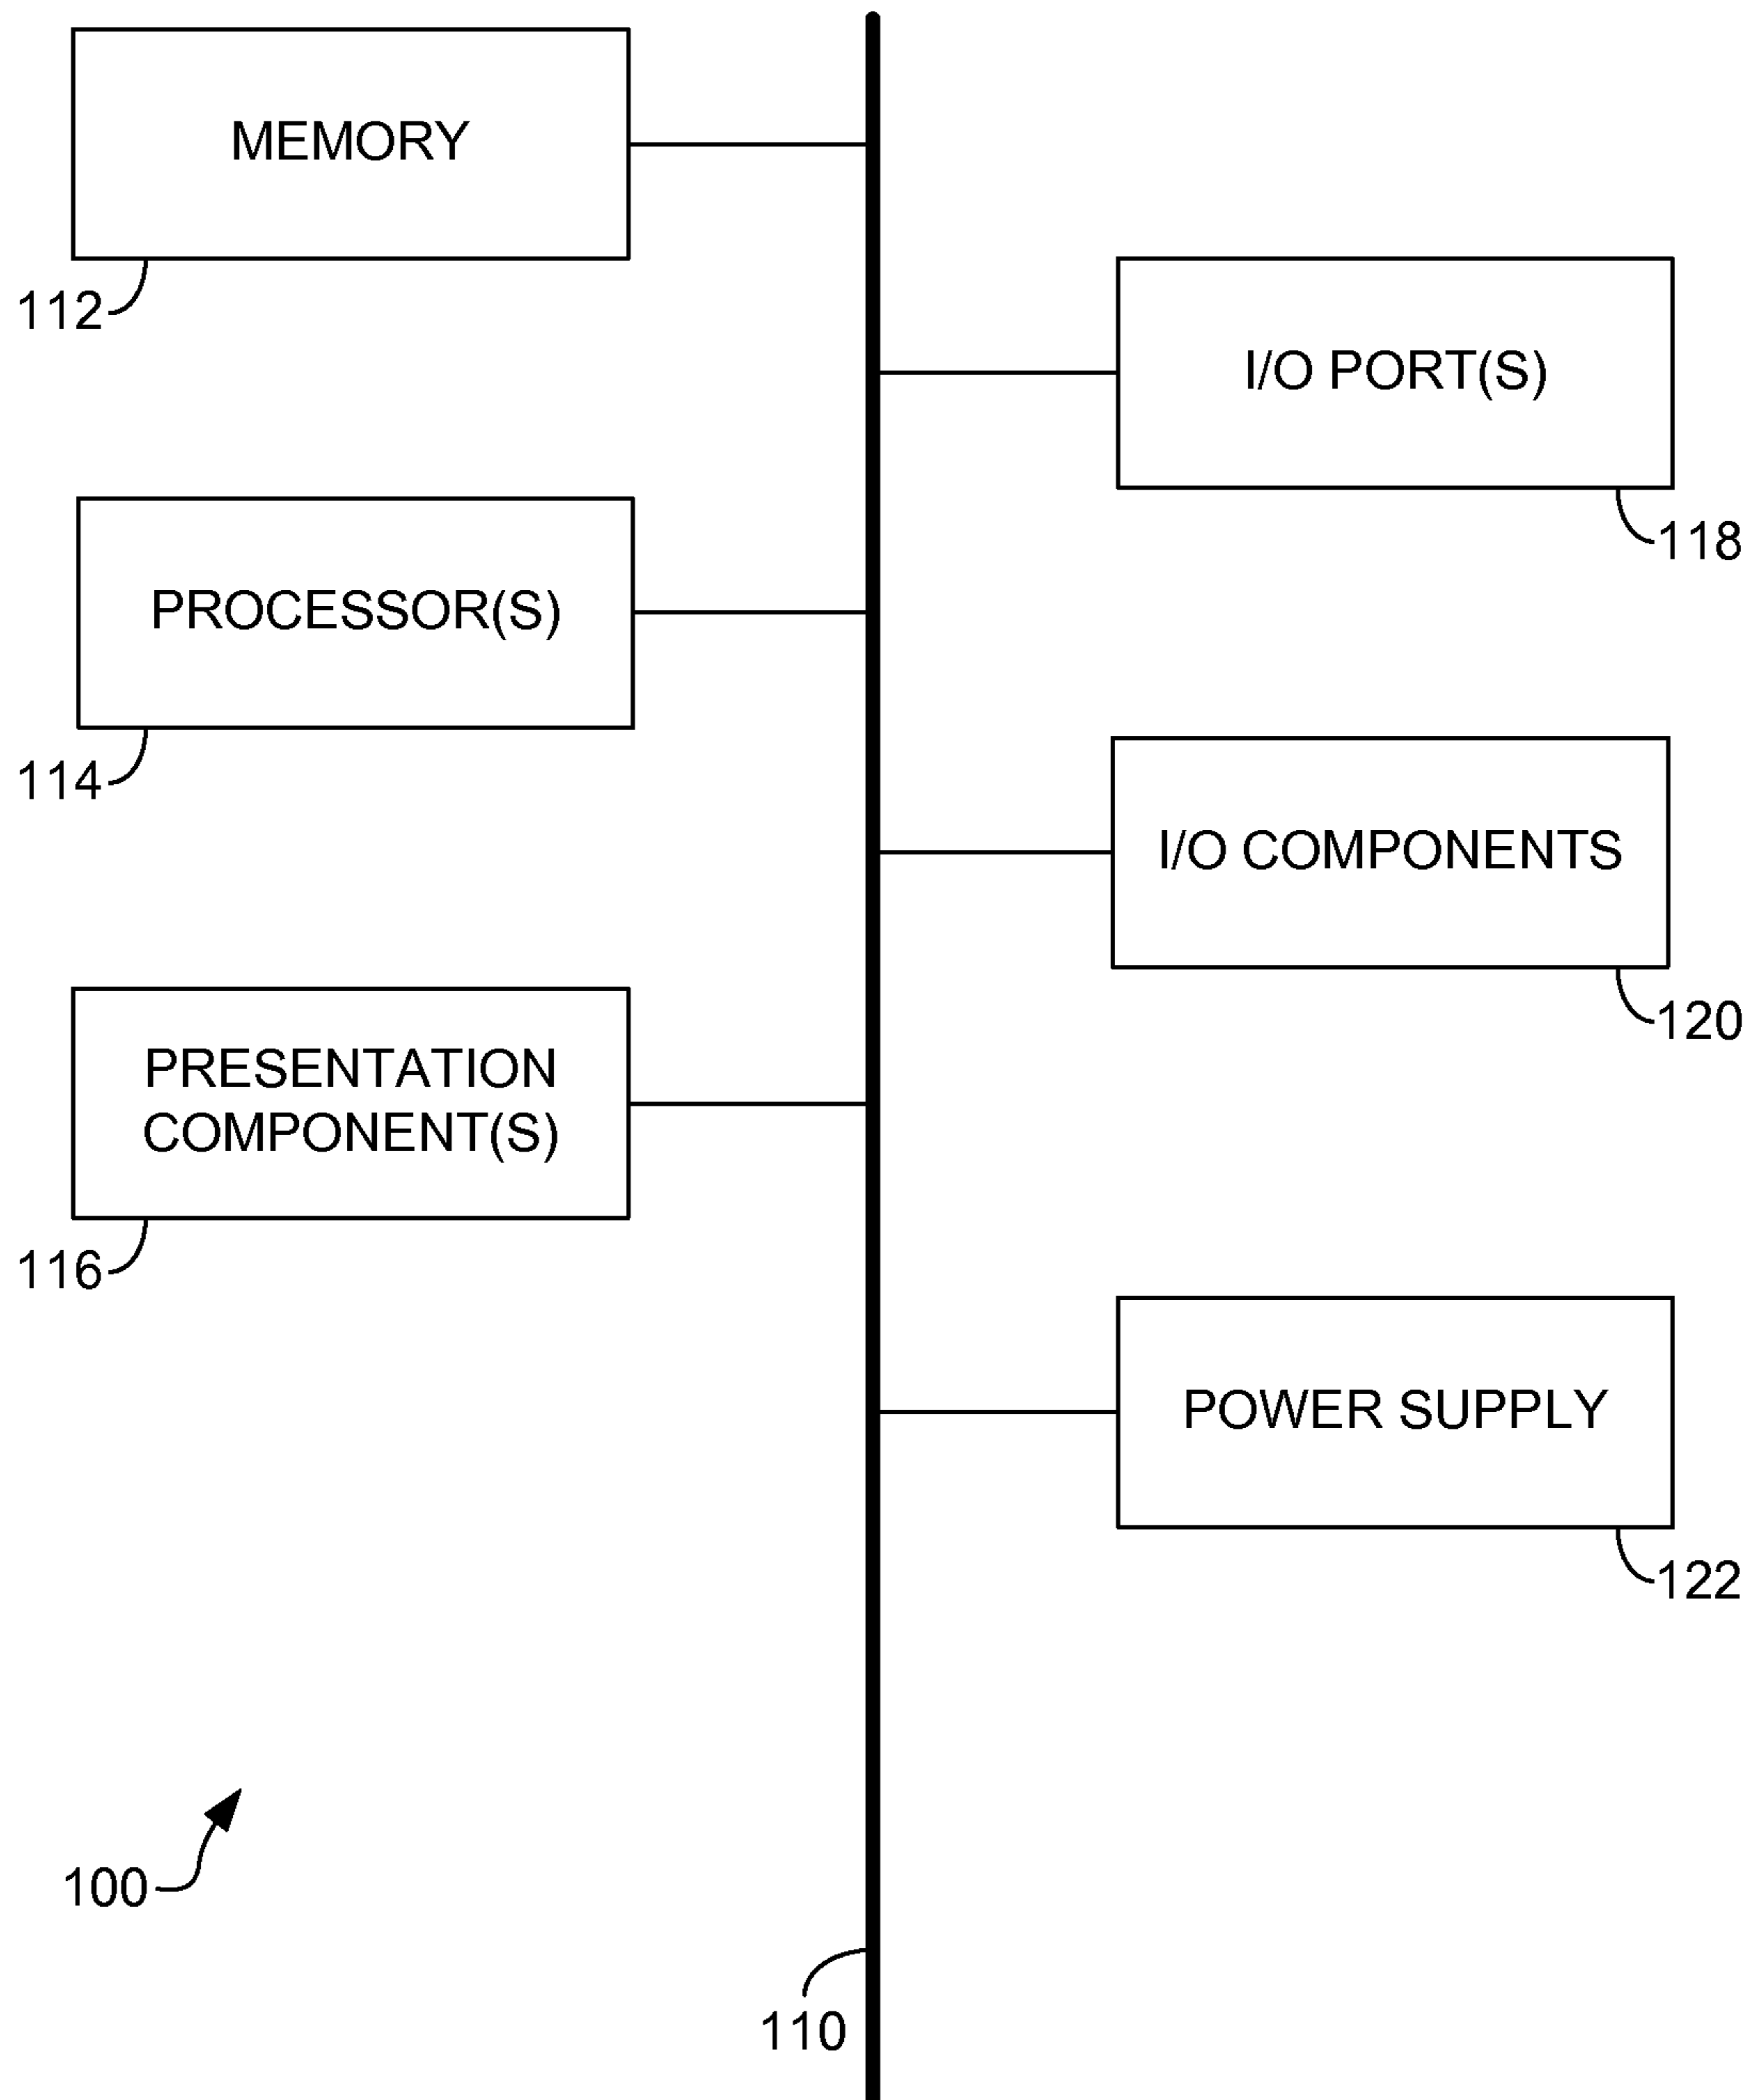 MEMORY
112
I/O PORT(S)
118
PROCESSOR(S)
114
I/O COMPONENTS
120
PRESENTATION
COMPONENT(S)
116
POWER SUPPLY
122
100
110